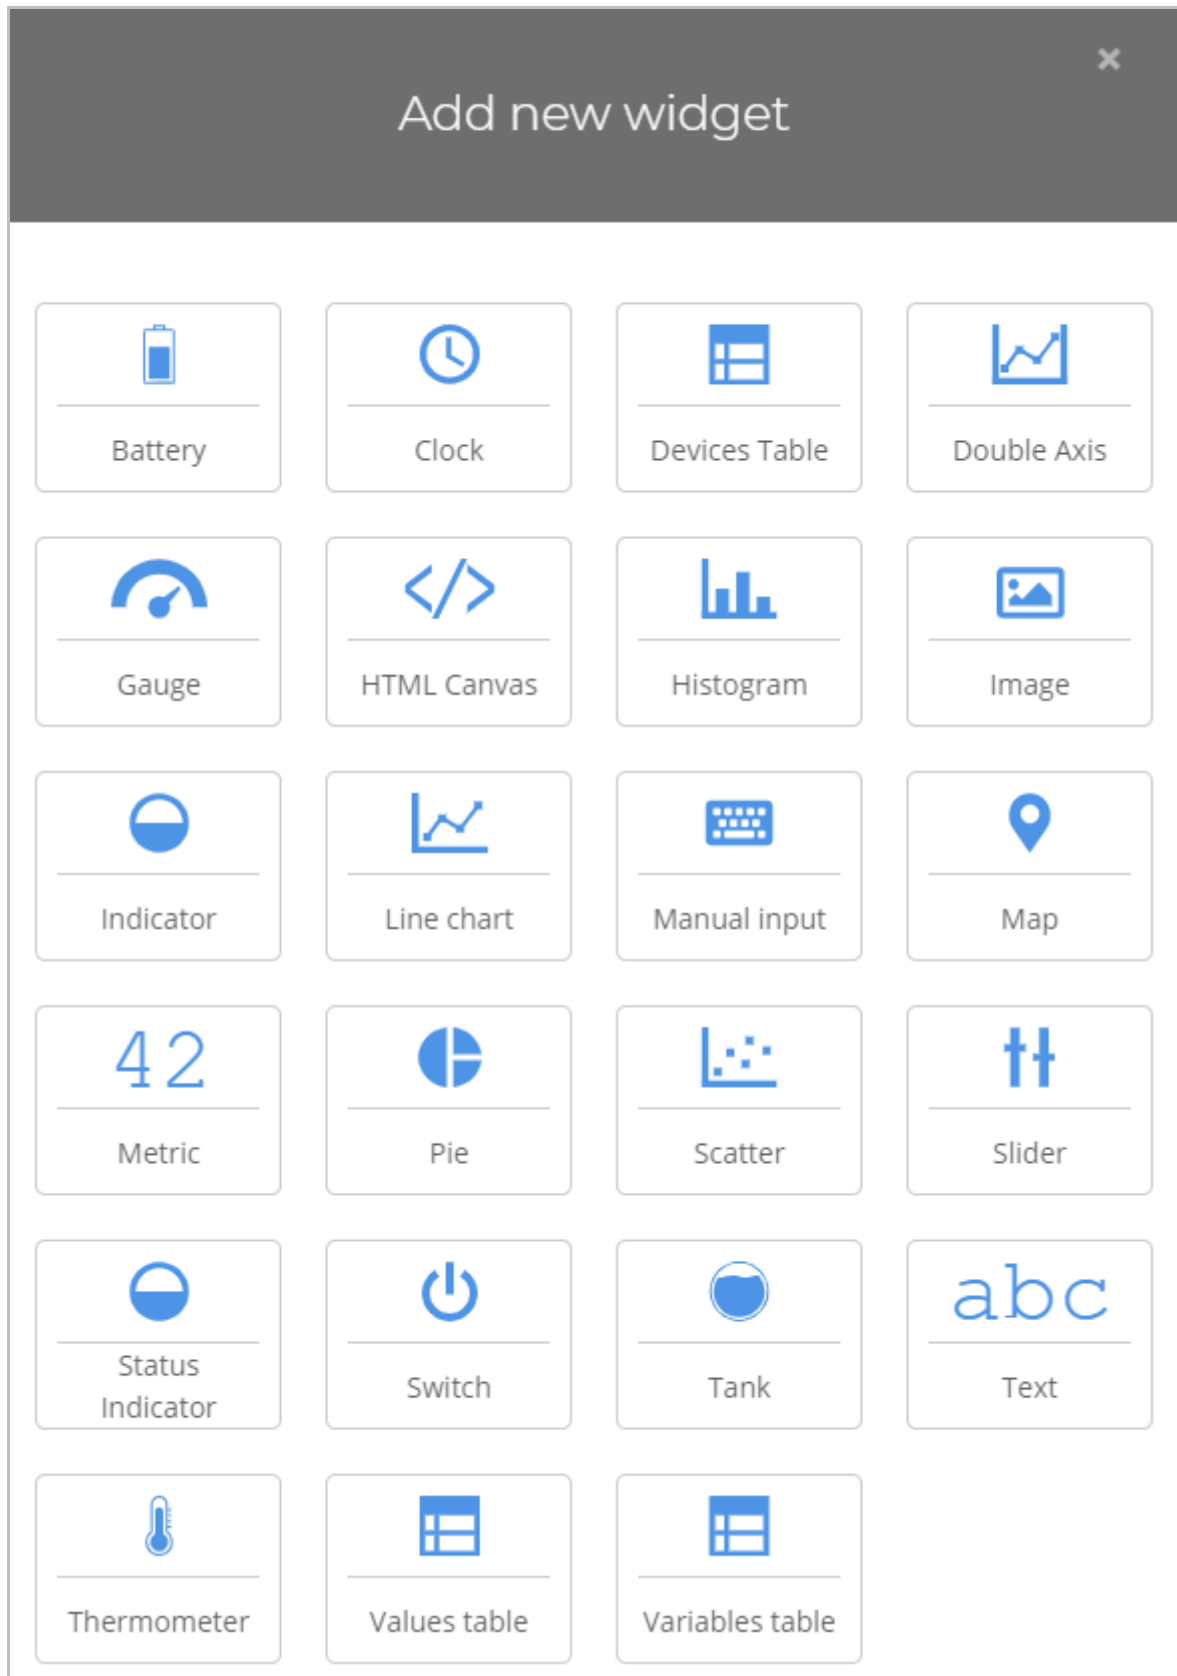 Add new widget
Battery
Clock
Devices Table
Double Axis
Gauge
HTML Canvas
Histogram
Image
Indicator
Line chart
Manual input
Map
42
Metric
Pie
Scatter
Slider
Status
Indicator
Switch
Tank
abc
Text
Thermometer
Values table
Variables table